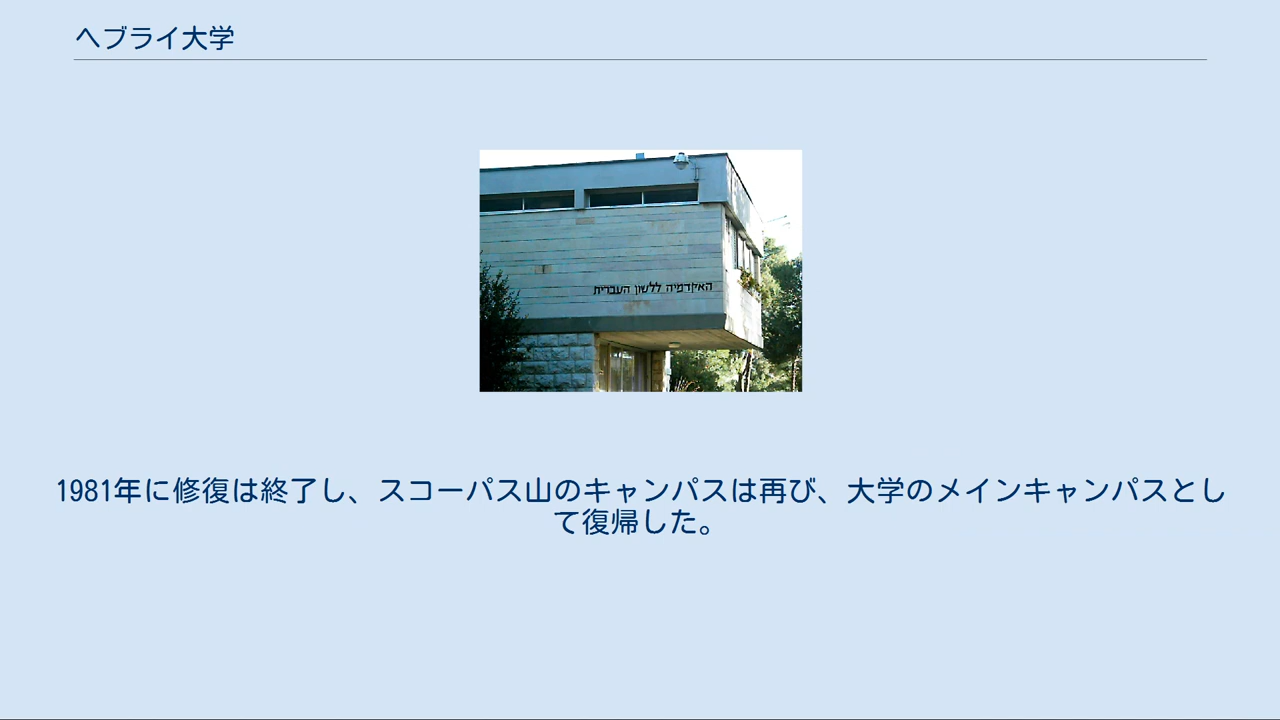 ヘブライ大学
האקדמיה ללשון העברית
1981年に修復は終了し、スコーパス山のキャンパスは再び、大学のメインキャンパスとし
て復帰した。